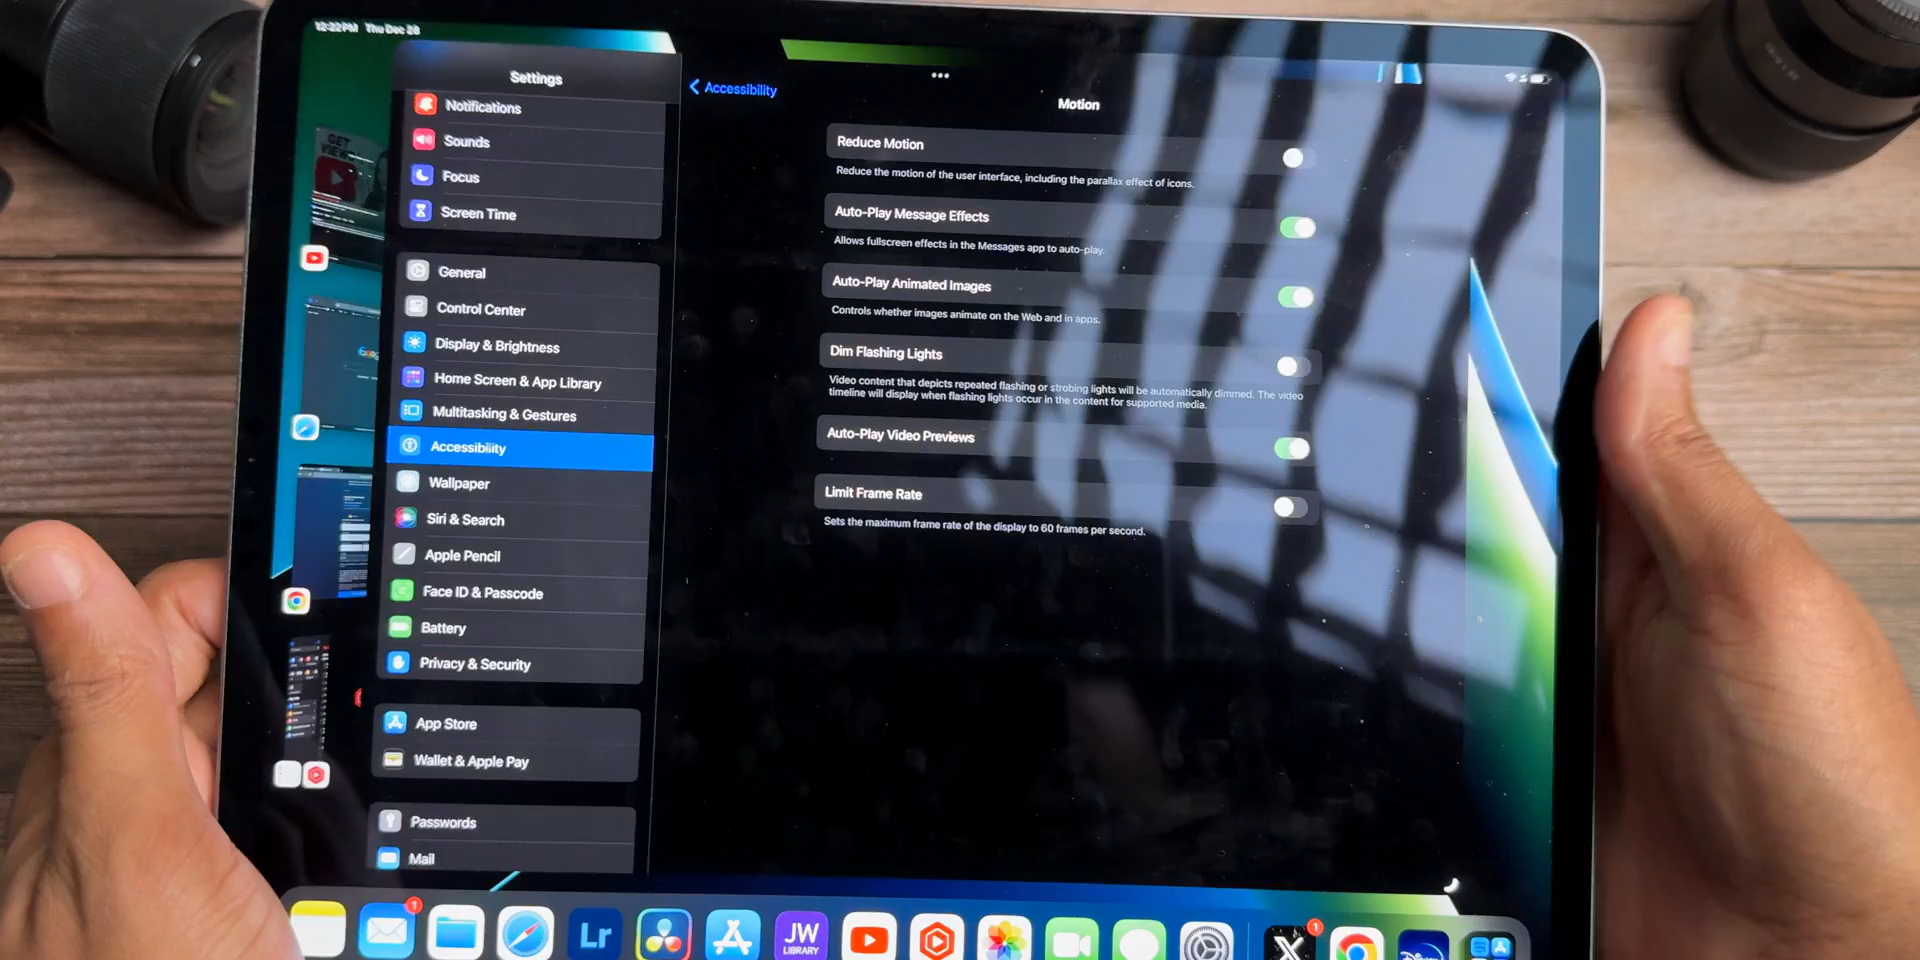 12:22PM Thu Dec 28
Settings
Notifications
Sounds
Focus
Screen Time
General
Control Center
Display & Brightness
Home Screen & App Library
Multitasking & Gestures
Accessibility
Wallpaper
Siri & Search
Apple Pencil
Face ID & Passcode
Battery
Privacy & Security
App Store
Wallet & Apple Pay
Passwords
Mail
Accessibility
Motion
Reduce Motion
Reduce the motion of the user interface, including the parallax effect of icons.
Auto-Play Message Effects
Allows fullscreen effects in the Messages app to auto-play.
Auto-Play Animated Images
Controls whether images animate on the Web and in apps.
Dim Flashing Lights
Video content that depicts repeated flashing or strobing lights will be automatically dimmed. The video
timeline will display when flashing lights occur in the content for supported media.
Auto-Play Video Previews
Limit Frame Rate
Sets the maximum frame rate of the display to 60 frames per second.
GET
1
Lr
JW
LIBRARY
1